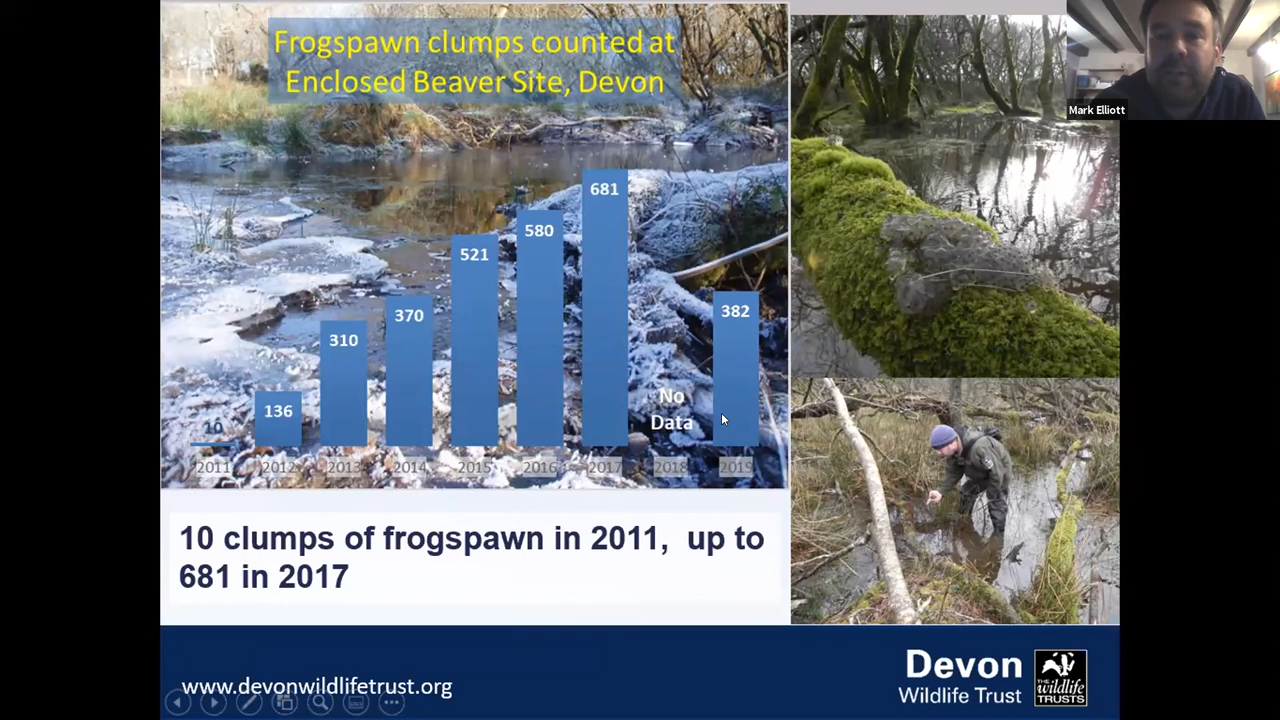 Frogspawn clumps counted at
Enclosed Beaver Site, Devon
Mark Elliott
681
580
521
382
370
310
136
10
No
Data
2011 2012 2013 2014 2015 2016 2017 2018 2019
10 clumps of frogspawn in 2011,  up to
681 in 2017
www.devonwildlifetrust.org
Devon
Wildlife Trust
THE
wildlife
TRUSTS